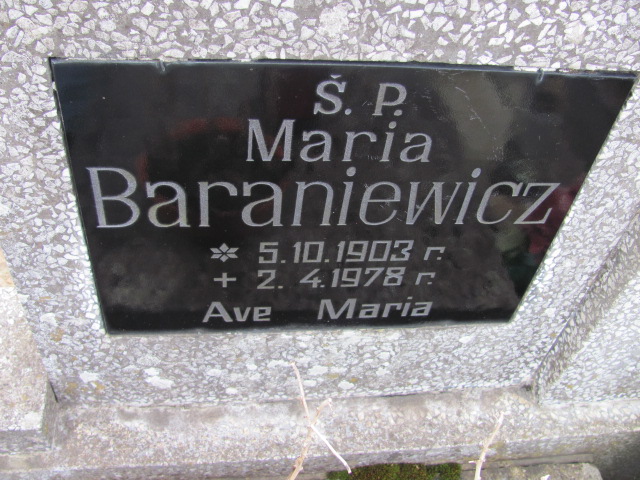 Š. P.
Maria
Baraniewicz
* 5.10.1903 r.
+ 2. 4.1978 r.
Ave Maria